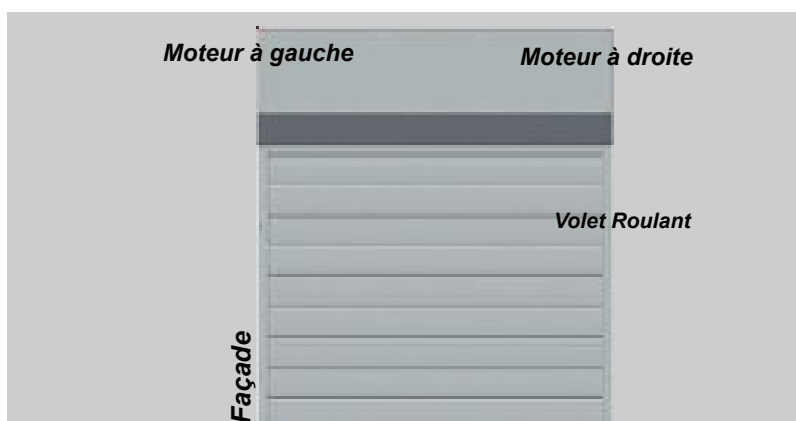 Moteur à gauche
Moteur à droite
Volet Roulant
Façade